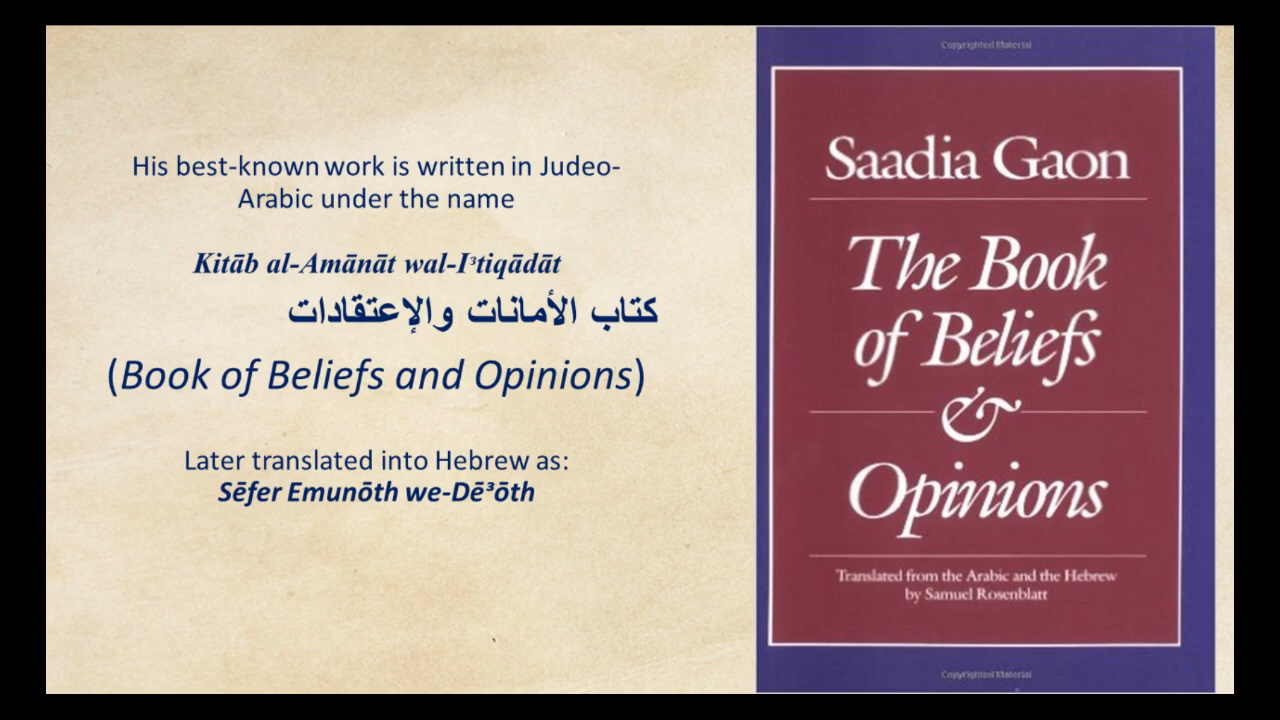 His best-known work is written in Judeo-
Arabic under the name
Kitāb al-Amānāt wal-I³tiqādāt
كتاب الأمانات والإعتقادات
(Book of Beliefs and Opinions)
Later translated into Hebrew as:
Sēfer Emunōth we-Dē³ōth
Copyrighted Material
Saadia Gaon
The Book
of Beliefs
&
Opinions
Translated from the Arabic and the Hebrew
by Samuel Rosenblatt
Copyrighted Material